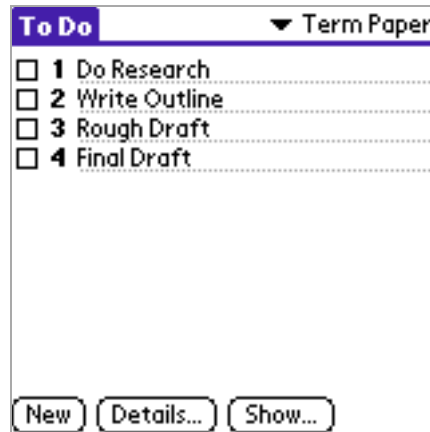 To Do Term Paper
1 Do Research
2 Write Outline
3 Rough Draft
4 Final Draft
New Details... Show...